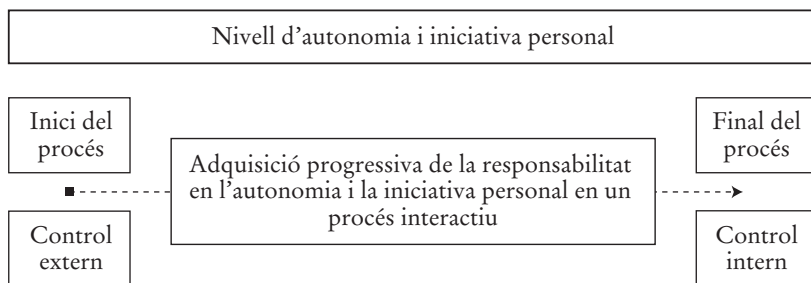 Nivell d’autonomia i iniciativa personal
Inici del
procés
Final del
procés
Adquisició progressiva de la responsabilitat
en l’autonomia i la iniciativa personal en un
procés interactiu
Control
extern
Control
intern